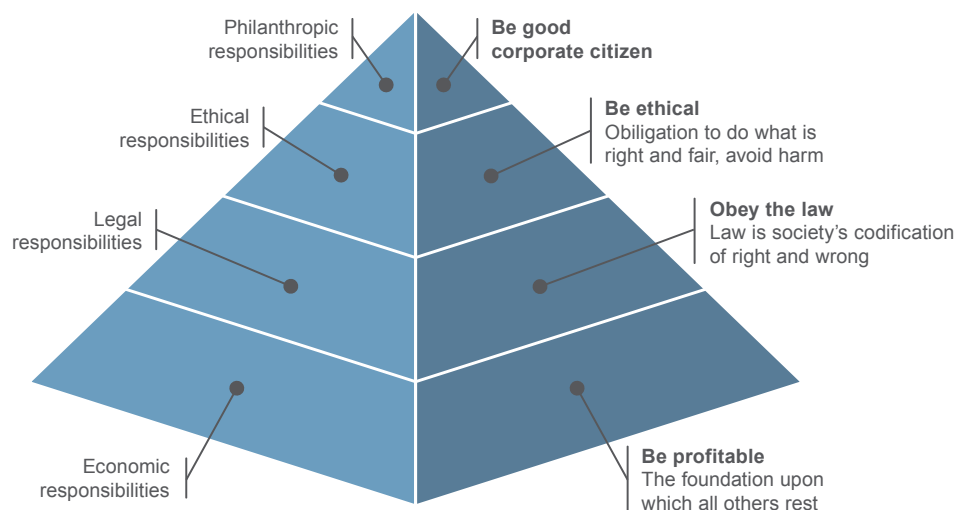 Philanthropic
responsibilities
Be good
corporate citizen
Ethical
responsibilities
Be ethical
Obiligation to do what is
right and fair, avoid harm
Legal
responsibilities
Obey the law
Law is society’s codification
of right and wrong
Economic
responsibilities
Be profitable
The foundation upon
which all others rest